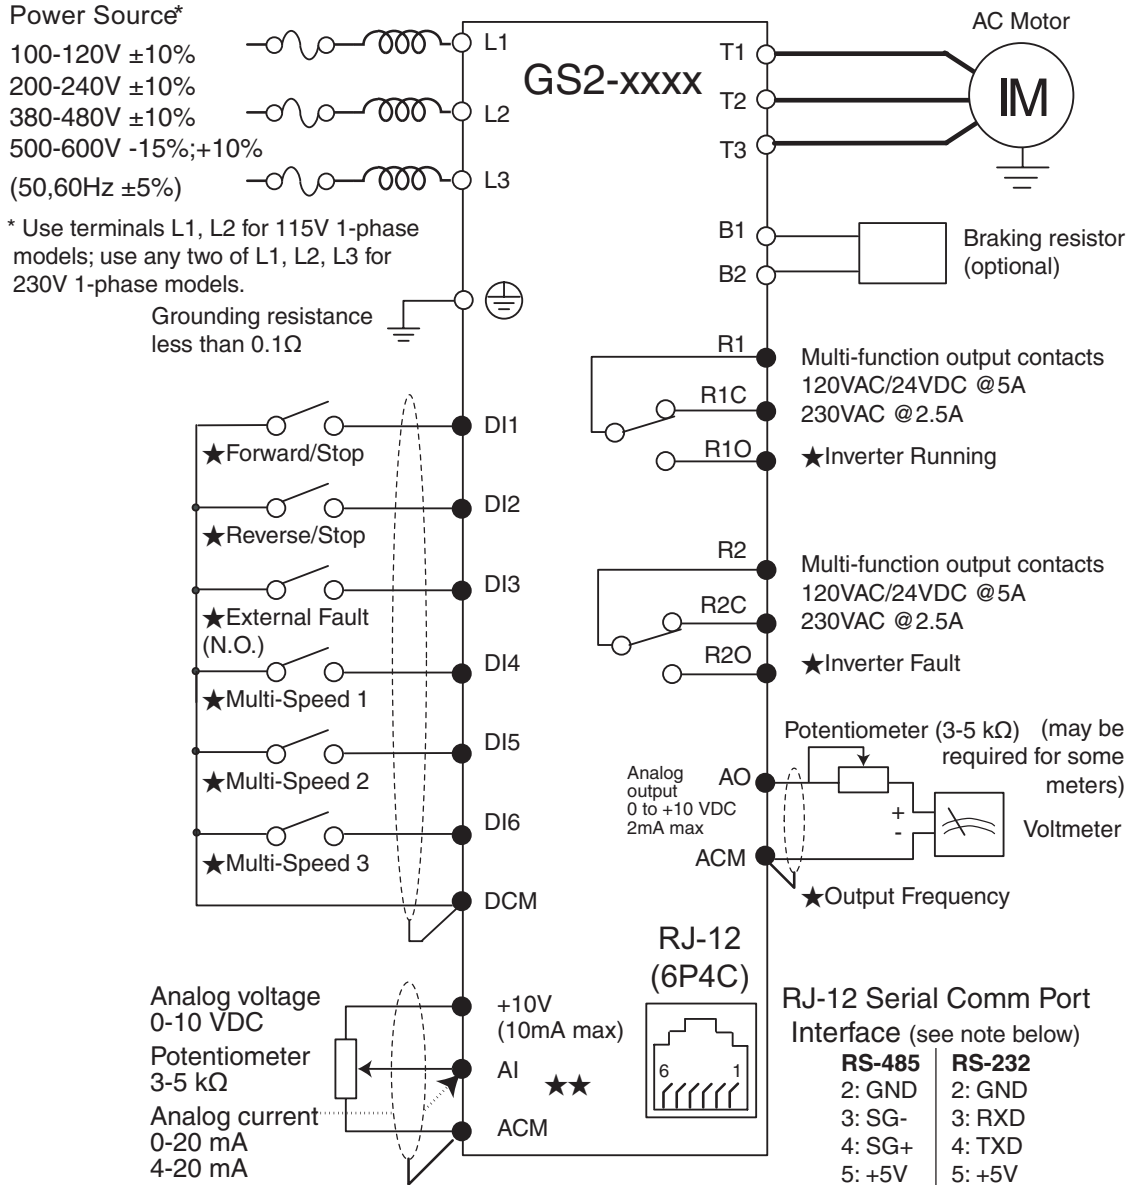 Power Source*
100-120V ±10%
200-240V ±10%
380-480V ±10%
500-600V -15%;+10%
(50,60Hz ±5%)
* Use terminals L1, L2 for 115V 1-phase
models; use any two of L1, L2, L3 for
230V 1-phase models.
Grounding resistance
less than 0.1Ω
L1
L2
L3
GS2-xxxx
T1
T2
T3
AC Motor
IM
B1
B2
Braking resistor
(optional)
DI1
★Forward/Stop
DI2
★Reverse/Stop
DI3
★External Fault
(N.O.)
DI4
★Multi-Speed 1
DI5
★Multi-Speed 2
DI6
★Multi-Speed 3
DCM
R1
R1C
R1O
Multi-function output contacts
120VAC/24VDC @5A
230VAC @2.5A
★Inverter Running
R2
R2C
R2O
Multi-function output contacts
120VAC/24VDC @5A
230VAC @2.5A
★Inverter Fault
Potentiometer (3-5 kΩ) (may be
required for some
meters)
Analog
output
0 to +10 VDC
2mA max
AO
ACM
+
-
Voltmeter
★Output Frequency
Analog voltage
0-10 VDC
Potentiometer
3-5 kΩ
Analog current
0-20 mA
4-20 mA
+10V
(10mA max)
AI
★★
ACM
RJ-12
(6P4C)
6 1
RJ-12 Serial Comm Port
Interface (see note below)
RS-485 RS-232
2: GND 2: GND
3: SG- 3: RXD
4: SG+ 4: TXD
5: +5V 5: +5V